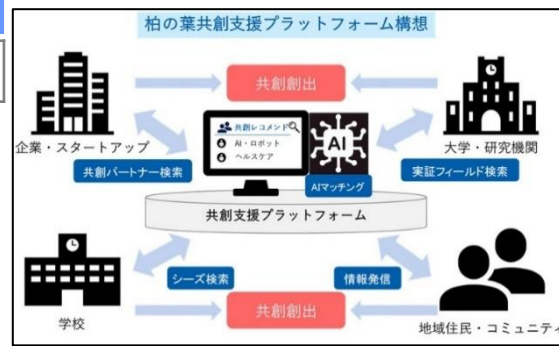 柏の葉共創支援プラットフォーム構想
共創創出
企業・スタートアップ
共創レコメンド
AI・ロボット
ヘルスケア
AI
大学・研究機関
共創パートナー検索
AIマッチング
実証フィールド検索
共創支援プラットフォーム
シーズ検索
情報発信
学校
共創創出
地域住民・コミュニティ